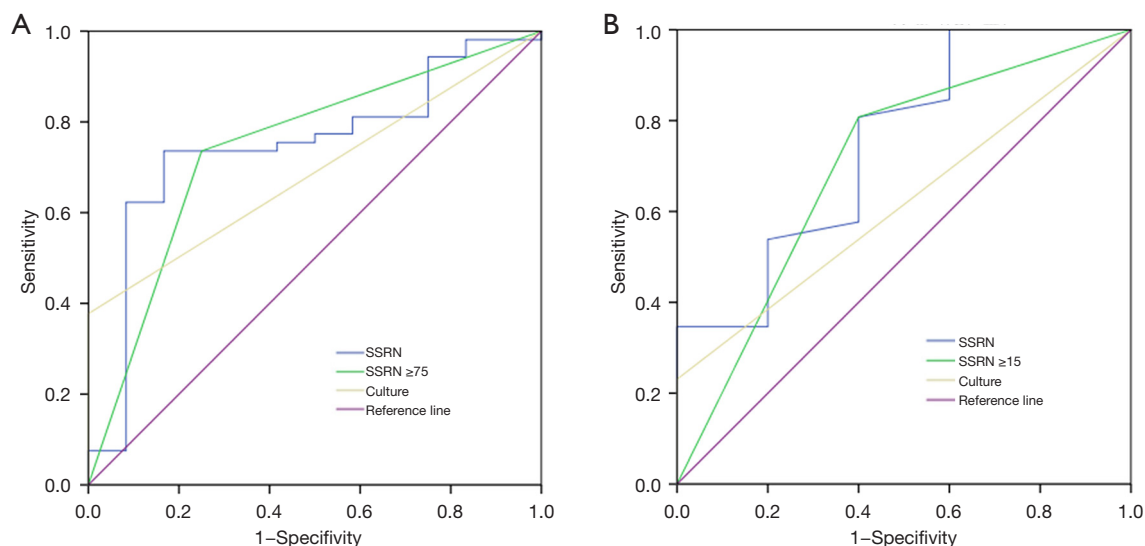 A
1.0
0.8
0.6
0.4
0.2
0.0
Sensitivity
SSRN
SSRN ≥75
Culture
Reference line
0.0 0.2 0.4 0.6 0.8 1.0
1–Specificity
B
1.0
0.8
0.6
0.4
0.2
0.0
Sensitivity
SSRN
SSRN ≥15
Culture
Reference line
0.0 0.2 0.4 0.6 0.8 1.0
1–Specificity